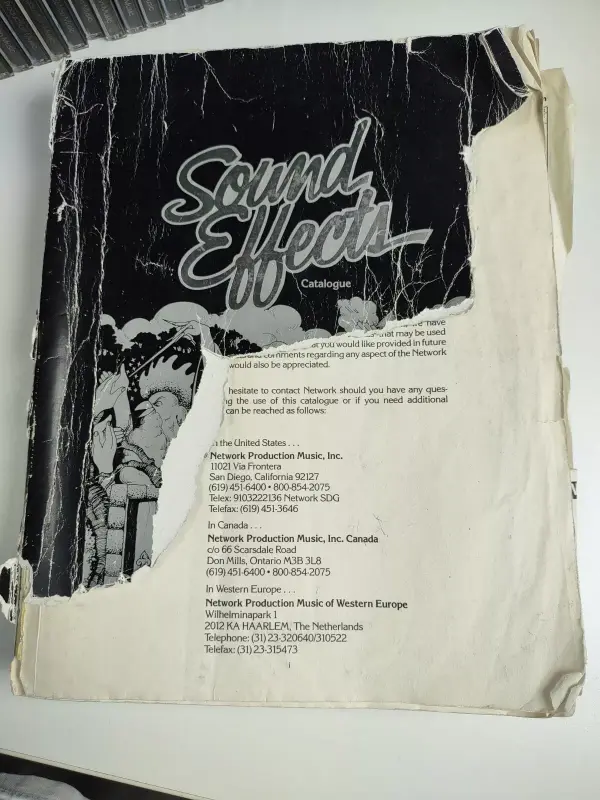 Sound
Effects
Catalogue
have
that may be used
you would like provided in future
and comments regarding any aspect of the Network
would also be appreciated.
hesitate to contact Network should you have any ques-
the use of this catalogue or if you need additional
can be reached as follows:
the United States . . .
Network Production Music, Inc.
11021 Via Frontera
San Diego, California 92127
(619) 451-6400 • 800-854-2075
Telex: 9103222136 Network SDG
Telefax: (619) 451-3646
In Canada . . .
Network Production Music, Inc. Canada
c/o 66 Scarsdale Road
Don Mills, Ontario M3B 3L8
(619) 451-6400 • 800-854-2075
In Western Europe . . .
Network Production Music of Western Europe
Wilhelminapark 1
2012 KA HAARLEM, The Netherlands
Telephone: (31) 23-320640/310522
Telefax: (31) 23-315473